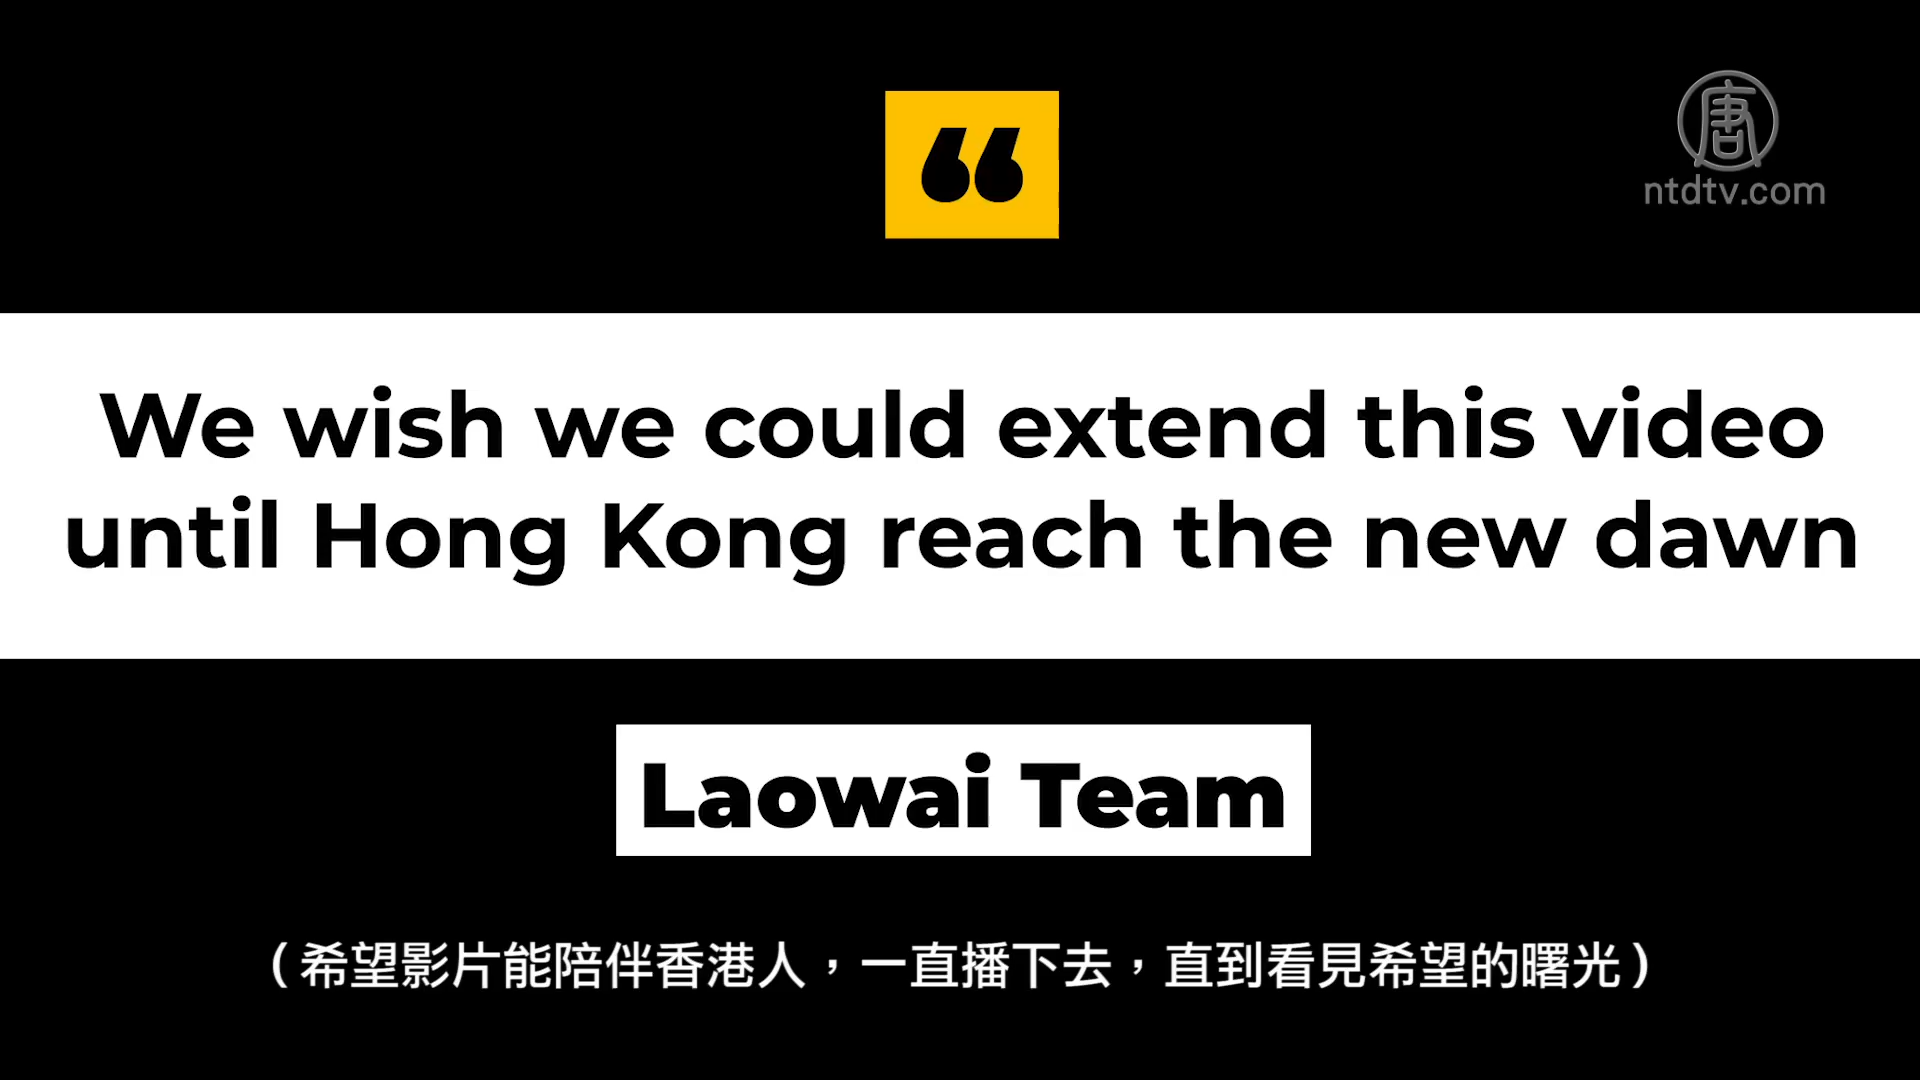 “
唐
ntdtv.com
We wish we could extend this video
until Hong Kong reach the new dawn
Laowai Team
（希望影片能陪伴香港人，一直播下去，直到看見希望的曙光）